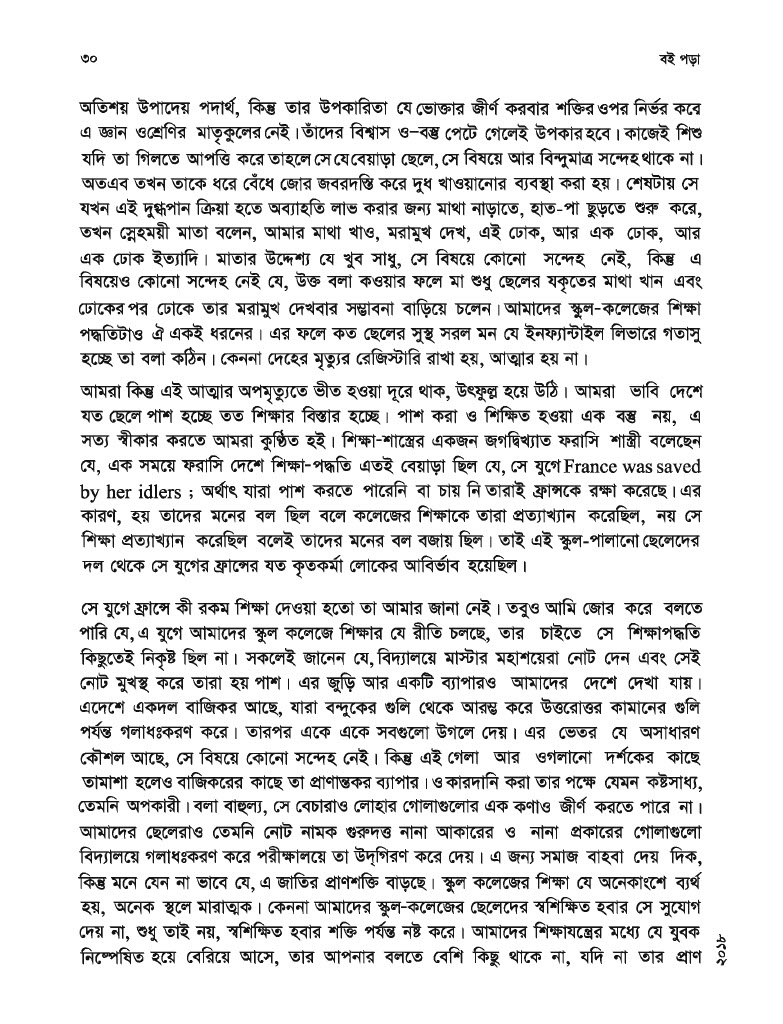 ৩০ বই পড়া
অতিশয় উপাদেয় পদার্থ, কিন্তু তার উপকারিতা যে ভোক্তার জীর্ণ করবার শক্তির ওপর নির্ভর করে
এ জ্ঞান ওশ্রেণির মাতৃকুলের নেই। তাঁদের বিশ্বাস ও-বস্তু পেটে গেলেই উপকার হবে। কাজেই শিশু
যদি তা গিলতে আপত্তি করে তাহলে সে যে বেয়াড়া ছেলে, সে বিষয়ে আর বিন্দুমাত্র সন্দেহ থাকে না।
অতএব তখন তাকে ধরে বেঁধে জোর জবরদস্তি করে দুধ খাওয়ানোর ব্যবস্থা করা হয়। শেষটায় সে
যখন এই দুগ্ধপান ক্রিয়া হতে অব্যাহতি লাভ করার জন্য মাথা নাড়াতে, হাত-পা ছুড়তে শুরু করে,
তখন স্নেহময়ী মাতা বলেন, আমার মাথা খাও, মরামুখ দেখ, এই ঢোক, আর এক ঢোক, আর
এক ঢোক ইত্যাদি। মাতার উদ্দেশ্য যে খুব সাধু, সে বিষয়ে কোনো সন্দেহ নেই, কিন্তু এ
বিষয়েও কোনো সন্দেহ নেই যে, উক্ত বলা কওয়ার ফলে মা শুধু ছেলের যকৃতের মাথা খান এবং
ঢোকের পর ঢোকে তার মরামুখ দেখবার সম্ভাবনা বাড়িয়ে চলেন। আমাদের স্কুল-কলেজের শিক্ষা
পদ্ধতিটাও ঐ একই ধরনের। এর ফলে কত ছেলের সুস্থ সরল মন যে ইনফ্যান্টাইল লিভারে গতাসু
হচ্ছে তা বলা কঠিন। কেননা দেহের মৃত্যুর রেজিস্টারি রাখা হয়, আত্মার হয় না।
আমরা কিন্তু এই আত্মার অপমৃত্যুতে ভীত হওয়া দূরে থাক, উৎফুল্ল হয়ে উঠি। আমরা ভাবি দেশে
যত ছেলে পাশ হচ্ছে তত শিক্ষার বিস্তার হচ্ছে। পাশ করা ও শিক্ষিত হওয়া এক বস্তু নয়, এ
সত্য স্বীকার করতে আমরা কুণ্ঠিত হই। শিক্ষা-শাস্ত্রের একজন জগদ্বিখ্যাত ফরাসি শাস্ত্রী বলেছেন
যে, এক সময়ে ফরাসি দেশে শিক্ষা-পদ্ধতি এতই বেয়াড়া ছিল যে, সে যুগে France was saved
by her idlers ; অর্থাৎ যারা পাশ করতে পারেনি বা চায় নি তারাই ফ্রান্সকে রক্ষা করেছে। এর
কারণ, হয় তাদের মনের বল ছিল বলে কলেজের শিক্ষাকে তারা প্রত্যাখ্যান করেছিল, নয় সে
শিক্ষা প্রত্যাখ্যান করেছিল বলেই তাদের মনের বল বজায় ছিল। তাই এই স্কুল-পালানো ছেলেদের
দল থেকে সে যুগের ফ্রান্সের যত কৃতকর্মা লোকের আবির্ভাব হয়েছিল।
সে যুগে ফ্রান্সে কী রকম শিক্ষা দেওয়া হতো তা আমার জানা নেই। তবুও আমি জোর করে বলতে
পারি যে, এ যুগে আমাদের স্কুল কলেজে শিক্ষার যে রীতি চলছে, তার চাইতে সে শিক্ষাপদ্ধতি
কিছুতেই নিকৃষ্ট ছিল না। সকলেই জানেন যে, বিদ্যালয়ে মাস্টার মহাশয়েরা নোট দেন এবং সেই
নোট মুখস্থ করে তারা হয় পাশ। এর জুড়ি আর একটি ব্যাপারও আমাদের দেশে দেখা যায়।
এদেশে একদল বাজিকর আছে, যারা বন্দুকের গুলি থেকে আরম্ভ করে উত্তরোত্তর কামানের গুলি
পর্যন্ত গলাধঃকরণ করে। তারপর একে একে সবগুলো উগলে দেয়। এর ভেতর যে অসাধারণ
কৌশল আছে, সে বিষয়ে কোনো সন্দেহ নেই। কিন্তু এই গেলা আর ওগলানো দর্শকের কাছে
তামাশা হলেও বাজিকরের কাছে তা প্রাণান্তকর ব্যাপার। ও কারদানি করা তার পক্ষে যেমন কষ্টসাধ্য,
তেমনি অপকারী। বলা বাহুল্য, সে বেচারাও লোহার গোলাগুলোর এক কণাও জীর্ণ করতে পারে না।
আমাদের ছেলেরাও তেমনি নোট নামক গুরুদত্ত নানা আকারের ও নানা প্রকারের গোলাগুলো
বিদ্যালয়ে গলাধঃকরণ করে পরীক্ষালয়ে তা উদ্‌গিরণ করে দেয়। এ জন্য সমাজ বাহবা দেয় দিক,
কিন্তু মনে যেন না ভাবে যে, এ জাতির প্রাণশক্তি বাড়ছে। স্কুল কলেজের শিক্ষা যে অনেকাংশে ব্যর্থ
হয়, অনেক স্থলে মারাত্মক। কেননা আমাদের স্কুল-কলেজের ছেলেদের স্বশিক্ষিত হবার সে সুযোগ
দেয় না, শুধু তাই নয়, স্বশিক্ষিত হবার শক্তি পর্যন্ত নষ্ট করে। আমাদের শিক্ষাযন্ত্রের মধ্যে যে যুবক
নিষ্পেষিত হয়ে বেরিয়ে আসে, তার আপনার বলতে বেশি কিছু থাকে না, যদি না তার প্রাণ
২০১৮